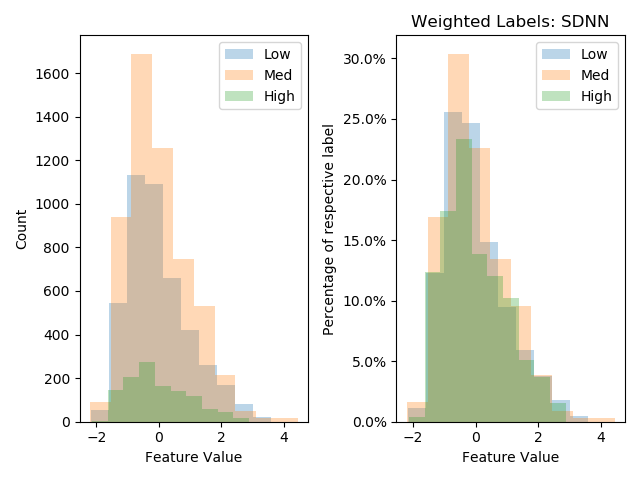 Weighted Labels: SDNN
Low
Med
High
1600
1400
1200
1000
800
600
400
200
0
Count
−2
0
2
4
Feature Value
Low
Med
High
30.0%
25.0%
20.0%
15.0%
10.0%
5.0%
0.0%
Percentage of respective label
−2
0
2
4
Feature Value